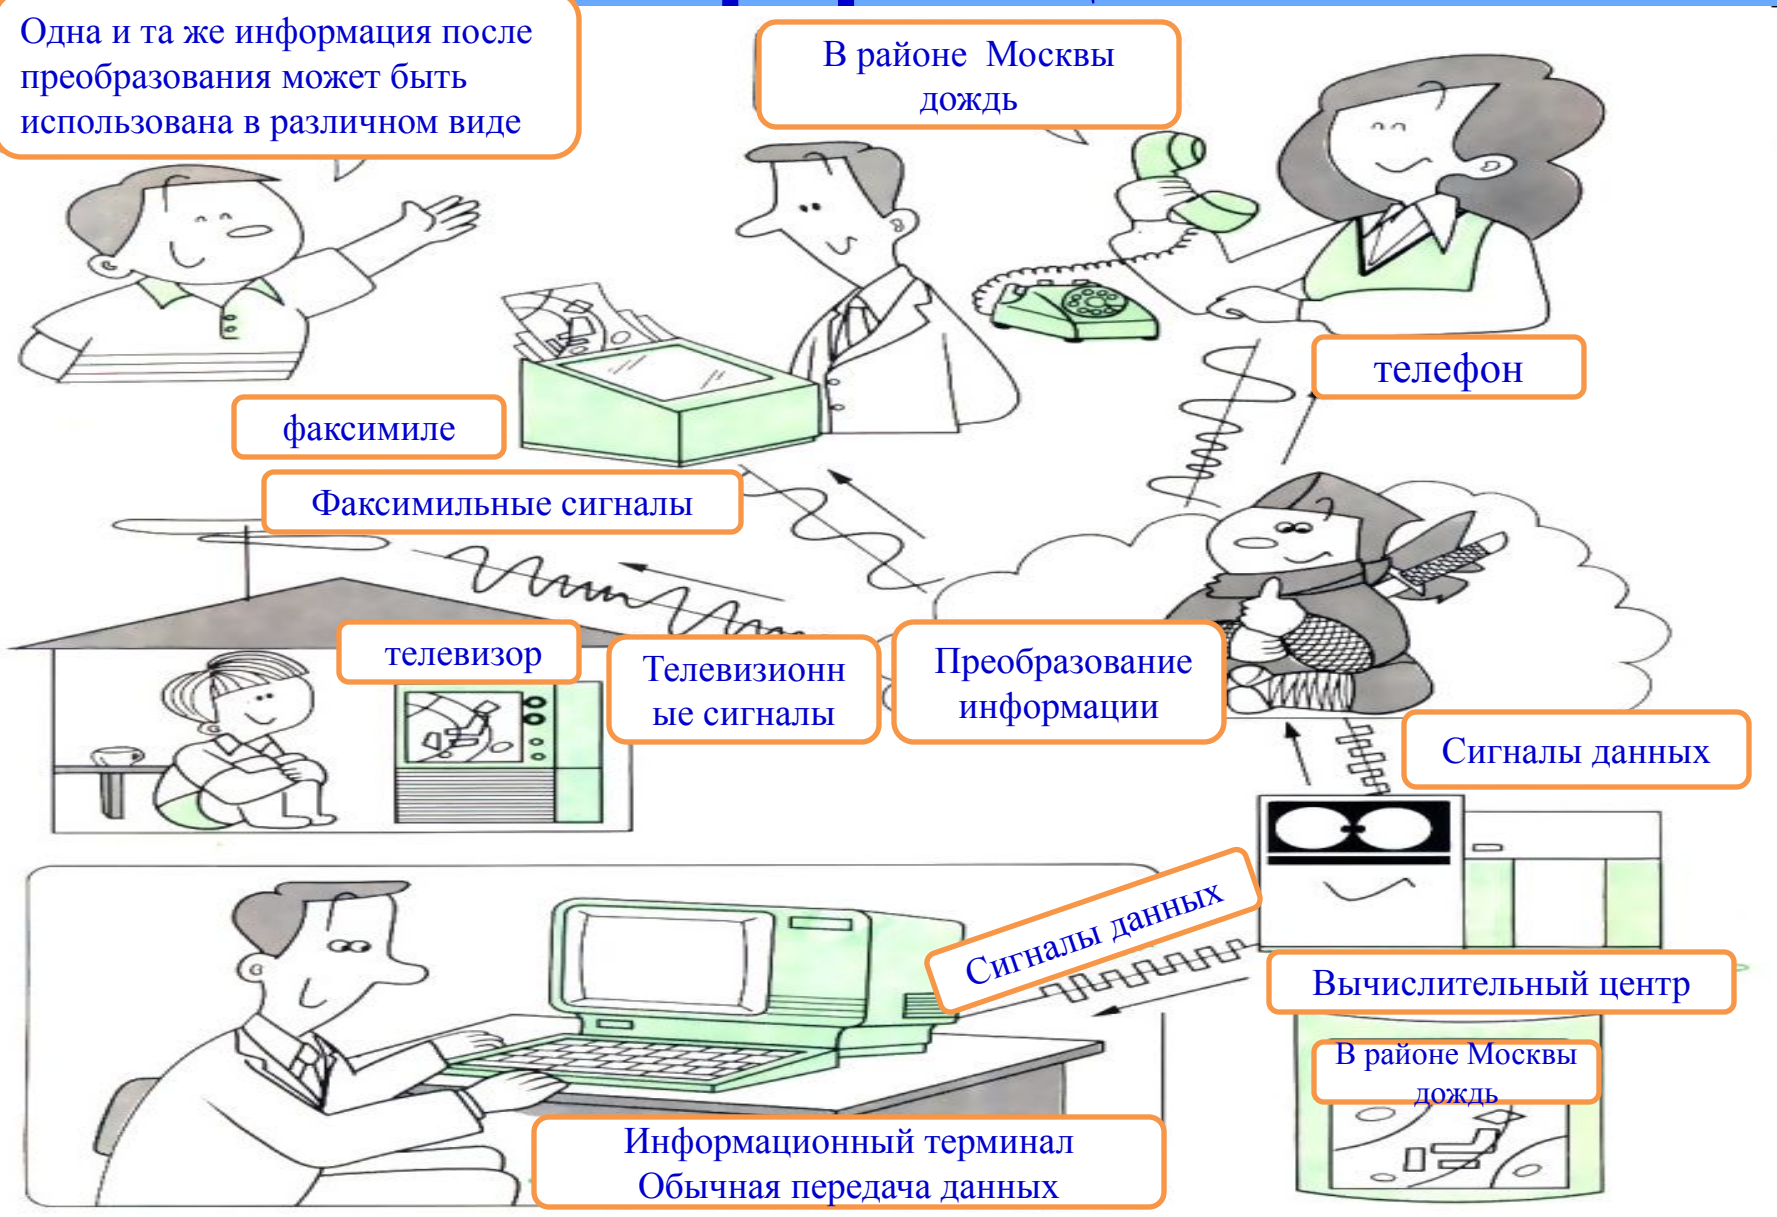 Одна и та же информация после
преобразования может быть
использована в различном виде
В районе Москвы
дождь
телефон
факсимиле
Факсимильные сигналы
телевизор
Телевизионн
ые сигналы
Преобразование
информации
Сигналы данных
Сигналы данных
Вычислительный центр
В районе Москвы
дождь
Информационный терминал
Обычная передача данных